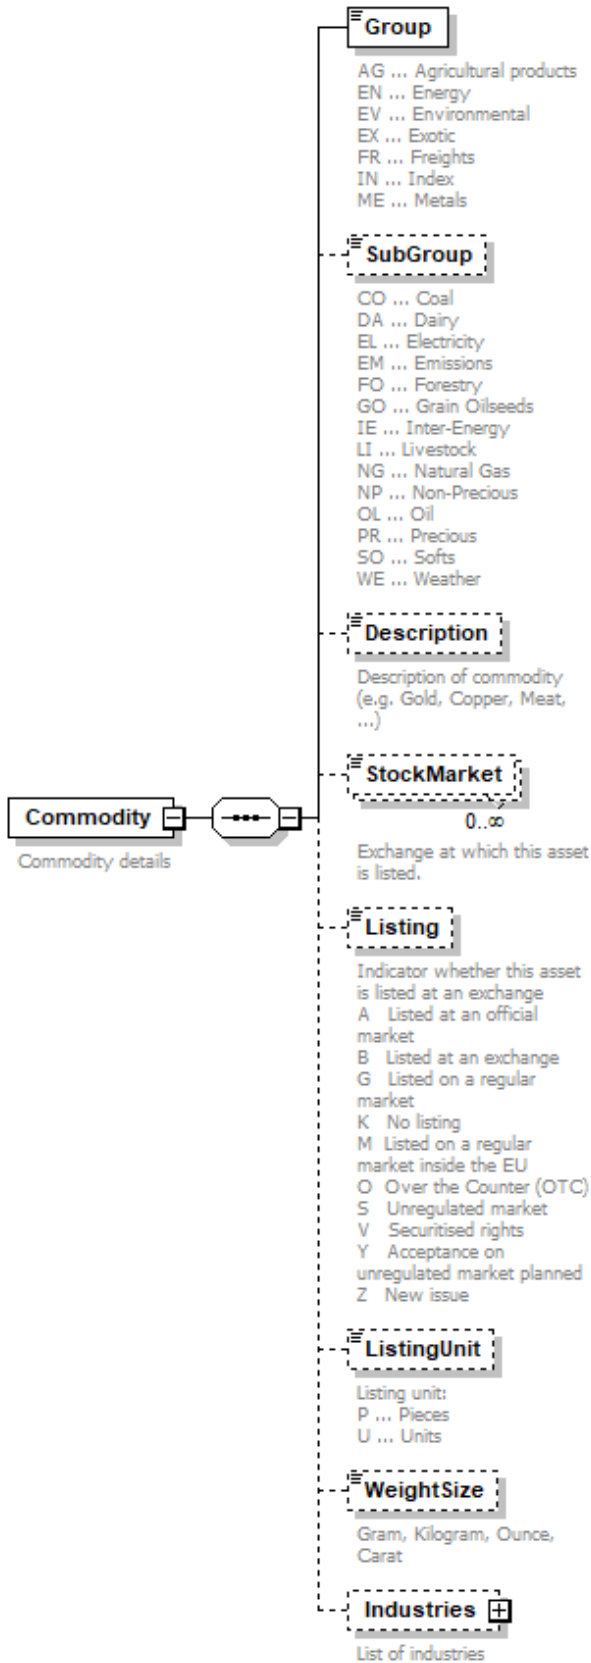 Group
AG ... Agricultural products
EN ... Energy
EV ... Environmental
EX ... Exotic
FR ... Freights
IN ... Index
ME ... Metals
SubGroup
CO ... Coal
DA ... Dairy
EL ... Electricity
EM ... Emissions
FO ... Forestry
GO ... Grain Oilseeds
IE ... Inter-Energy
LI ... Livestock
NG ... Natural Gas
NP ... Non-Precious
OL ... Oil
PR ... Precious
SO ... Softs
WE ... Weather
Description
Description of commodity
(e.g. Gold, Copper, Meat,
...)
StockMarket
0..∞
Exchange at which this asset
is listed.
Commodity
Commodity details
Listing
Indicator whether this asset
is listed at an exchange
A Listed at an official
market
B Listed at an exchange
G Listed on a regular
market
K No listing
M Listed on a regular
market inside the EU
O Over the Counter (OTC)
S Unregulated market
V Securitised rights
Y Acceptance on
unregulated market planned
Z New issue
ListingUnit
Listing unit:
P ... Pieces
U ... Units
WeightSize
Gram, Kilogram, Ounce,
Carat
Industries
List of industries